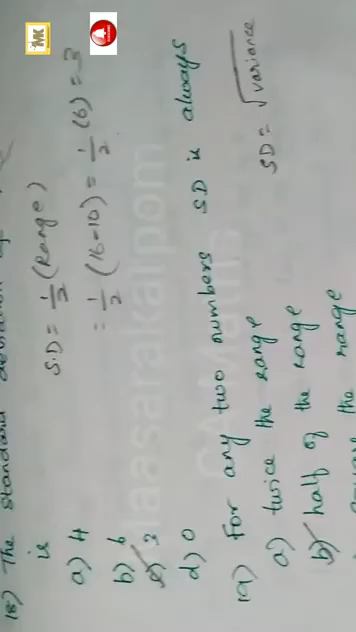 18) The standard deviation of
is
a) 4
b) 6
c) 3
d) 0
S.D = 1/2 (Range)
= 1/2 (16-10) = 1/2 (6) = 3
19) For any two numbers SD is always
a) twice the range
b) half of the range
the range
SD = √variance
MK